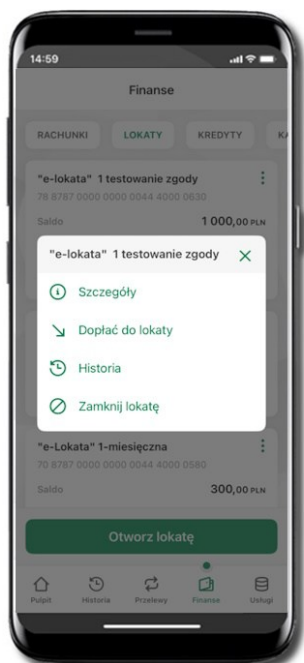 14:59
Finanse
RACHUNKI LOKATY KREDYTY KA
"e-lokata" 1 testowanie zgody
78 8787 0000 0000 0044 4000 0630
Saldo 1 000,00 PLN
"e-lokata" 1 testowanie zgody
Szczegóły
Dopłać do lokaty
Historia
Zamknij lokatę
"e-Lokata" 1-miesięczna
70 8787 0000 0000 0044 4000 0580
Saldo 300,00 PLN
Otworz lokatę
Pulpit Historia Przelewy Finanse Usługi